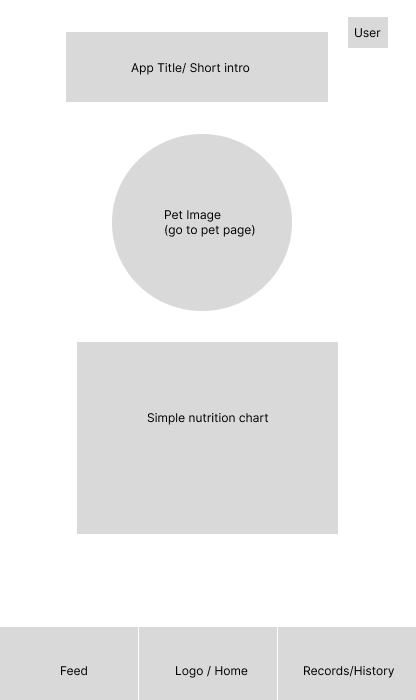 User
App Title/ Short intro
Pet Image
(go to pet page)
Simple nutrition chart
Feed
Logo / Home
Records/History